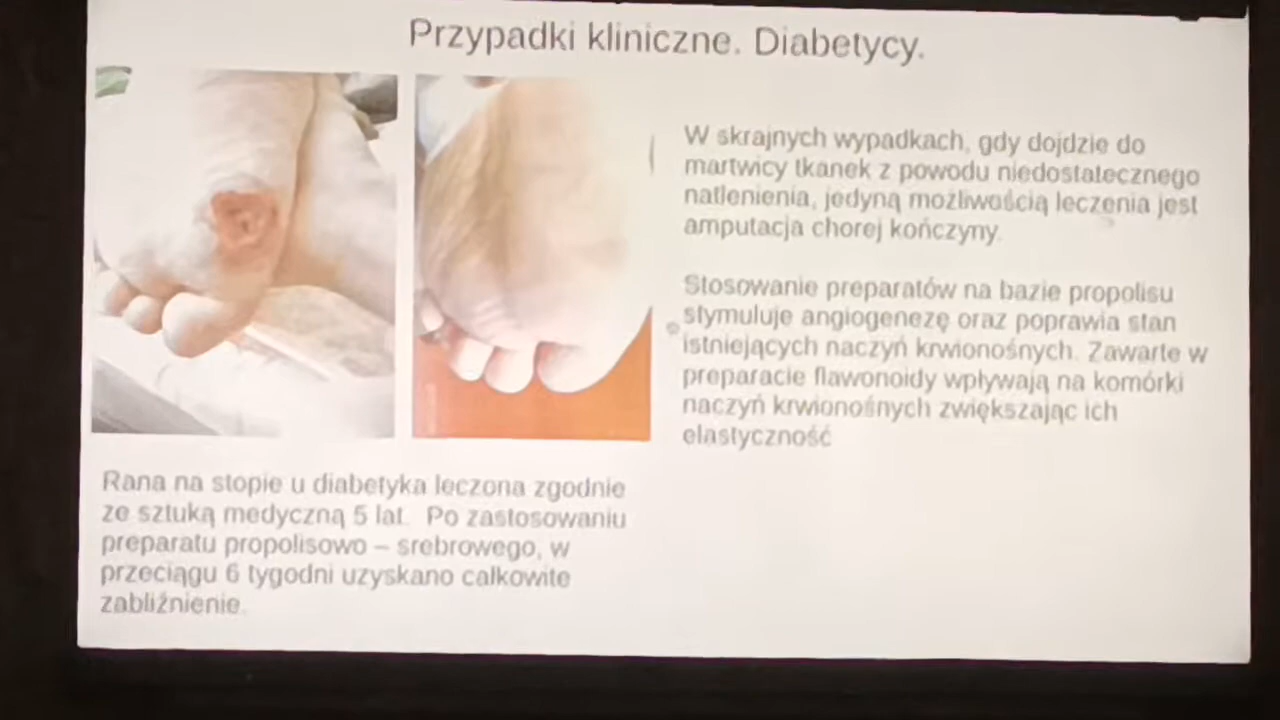 Przypadki kliniczne. Diabetycy.
W skrajnych wypadkach, gdy dojdzie do
martwicy tkanek z powodu niedostatecznego
natlenienia, jedyną możliwością leczenia jest
amputacja chorej kończyny.
Stosowanie preparatów na bazie propolisu
stymuluje angiogenezę oraz poprawia stan
istniejących naczyń krwionośnych. Zawarte w
preparacie flawonoidy wpływają na komórki
naczyń krwionośnych zwiększając ich
elastyczność
Rana na stopie u diabetyka leczona zgodnie
ze sztuką medyczną 5 lat. Po zastosowaniu
preparatu propolisowo – srebrowego, w
przeciągu 6 tygodni uzyskano całkowite
zabliźnienie.